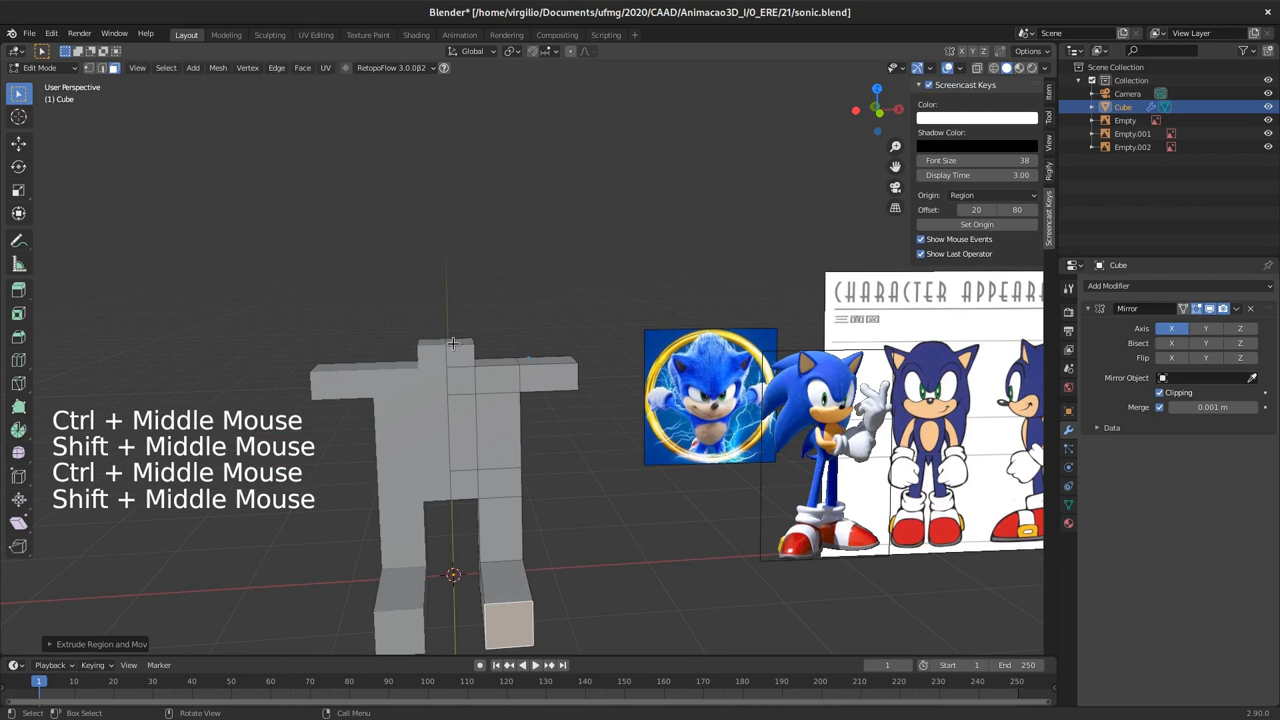 Blender* [/home/virgilio/Documents/ufmg/2020/CAAD/Animacao3D_I/0_ERE/21/sonic.blend]
File Edit Render Window Help Layout Modeling Sculpting UV Editing Texture Paint Shading Animation Rendering Compositing Scripting Scene View Layer
Global X Y Z Options
Edit Mode View Select Add Mesh Vertex Edge Face UV RetopoFlow 3.0.0β2
User Perspective
(1) Cube
Screencast Keys
Color:
Shadow Color:
Font Size 38
Display Time 3.00
Origin: Region
Offset: 20 80
Set Origin
Show Mouse Events
Show Last Operator
Item
Tool
View
Rigify
Screencast Keys
Scene Collection
Collection
Camera
Cube
Empty
Empty.001
Empty.002
Cube
Add Modifier
Mirror
Axis X Y Z
Bisect X Y Z
Flip X Y Z
Mirror Object
Clipping
Merge 0.001 m
Data
X
Y
Z
CHARACTER APPEARA
Ctrl + Middle Mouse
Shift + Middle Mouse
Ctrl + Middle Mouse
Shift + Middle Mouse
Extrude Region and Mov
Playback Keying View Marker 1 Start 1 End 250
1 10 20 30 40 50 60 70 80 90 100 110 120 130 140 150 160 170 180 190 200 210 220 230 240 250
Select Box Select Rotate View Call Menu 2.90.0